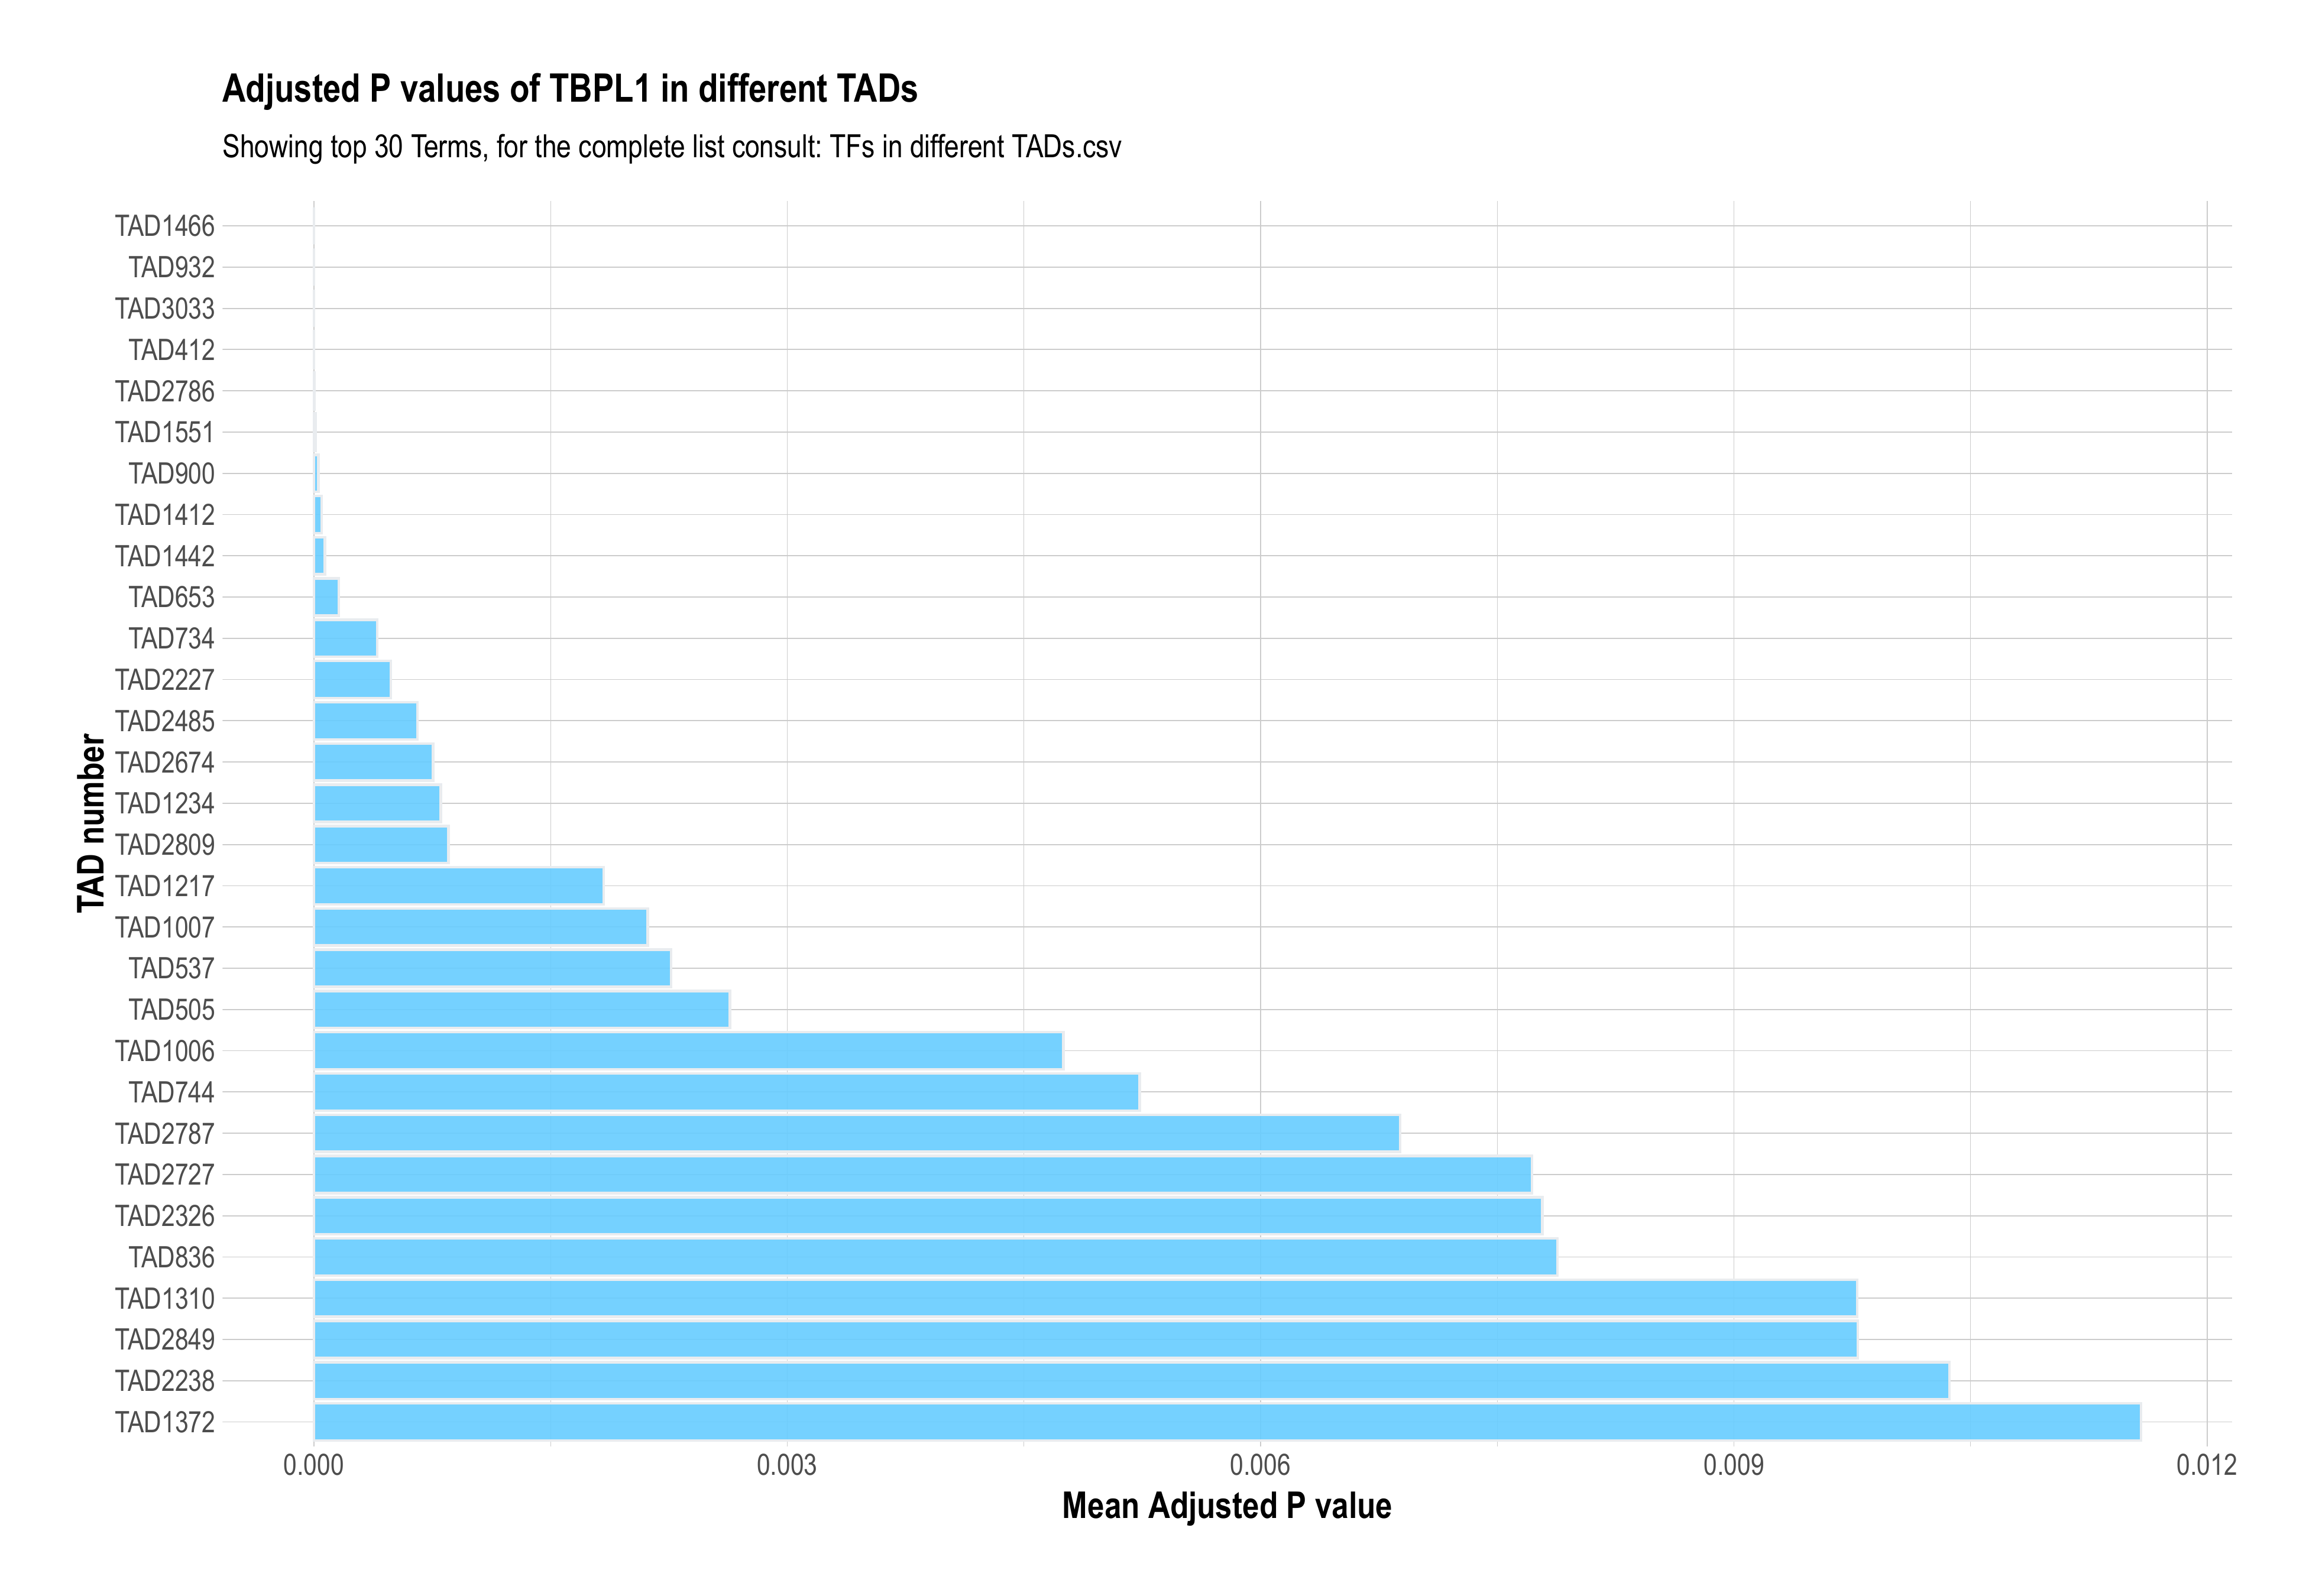 Adjusted P values of TBPL1 in different TADs
Showing top 30 Terms, for the complete list consult: TFs in different TADs.csv
TAD number
TAD1466
TAD932
TAD3033
TAD412
TAD2786
TAD1551
TAD900
TAD1412
TAD1442
TAD653
TAD734
TAD2227
TAD2485
TAD2674
TAD1234
TAD2809
TAD1217
TAD1007
TAD537
TAD505
TAD1006
TAD744
TAD2787
TAD2727
TAD2326
TAD836
TAD1310
TAD2849
TAD2238
TAD1372
0.000 0.003 0.006 0.009 0.012
Mean Adjusted P value